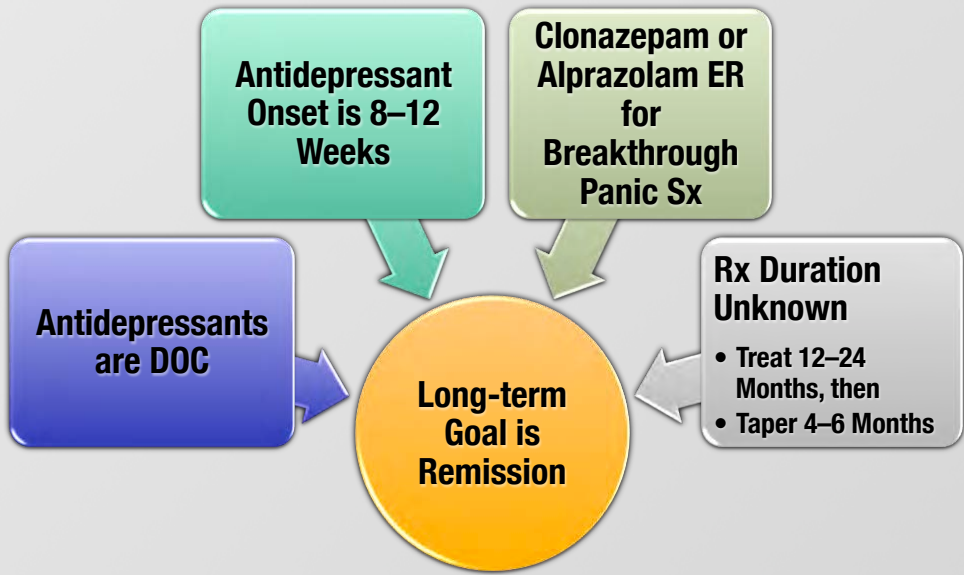 Antidepressants
are DOC
Antidepressant
Onset is 8–12
Weeks
Clonazepam or
Alprazolam ER
for
Breakthrough
Panic Sx
Rx Duration
Unknown
• Treat 12–24
Months, then
• Taper 4–6 Months
Long-term
Goal is
Remission